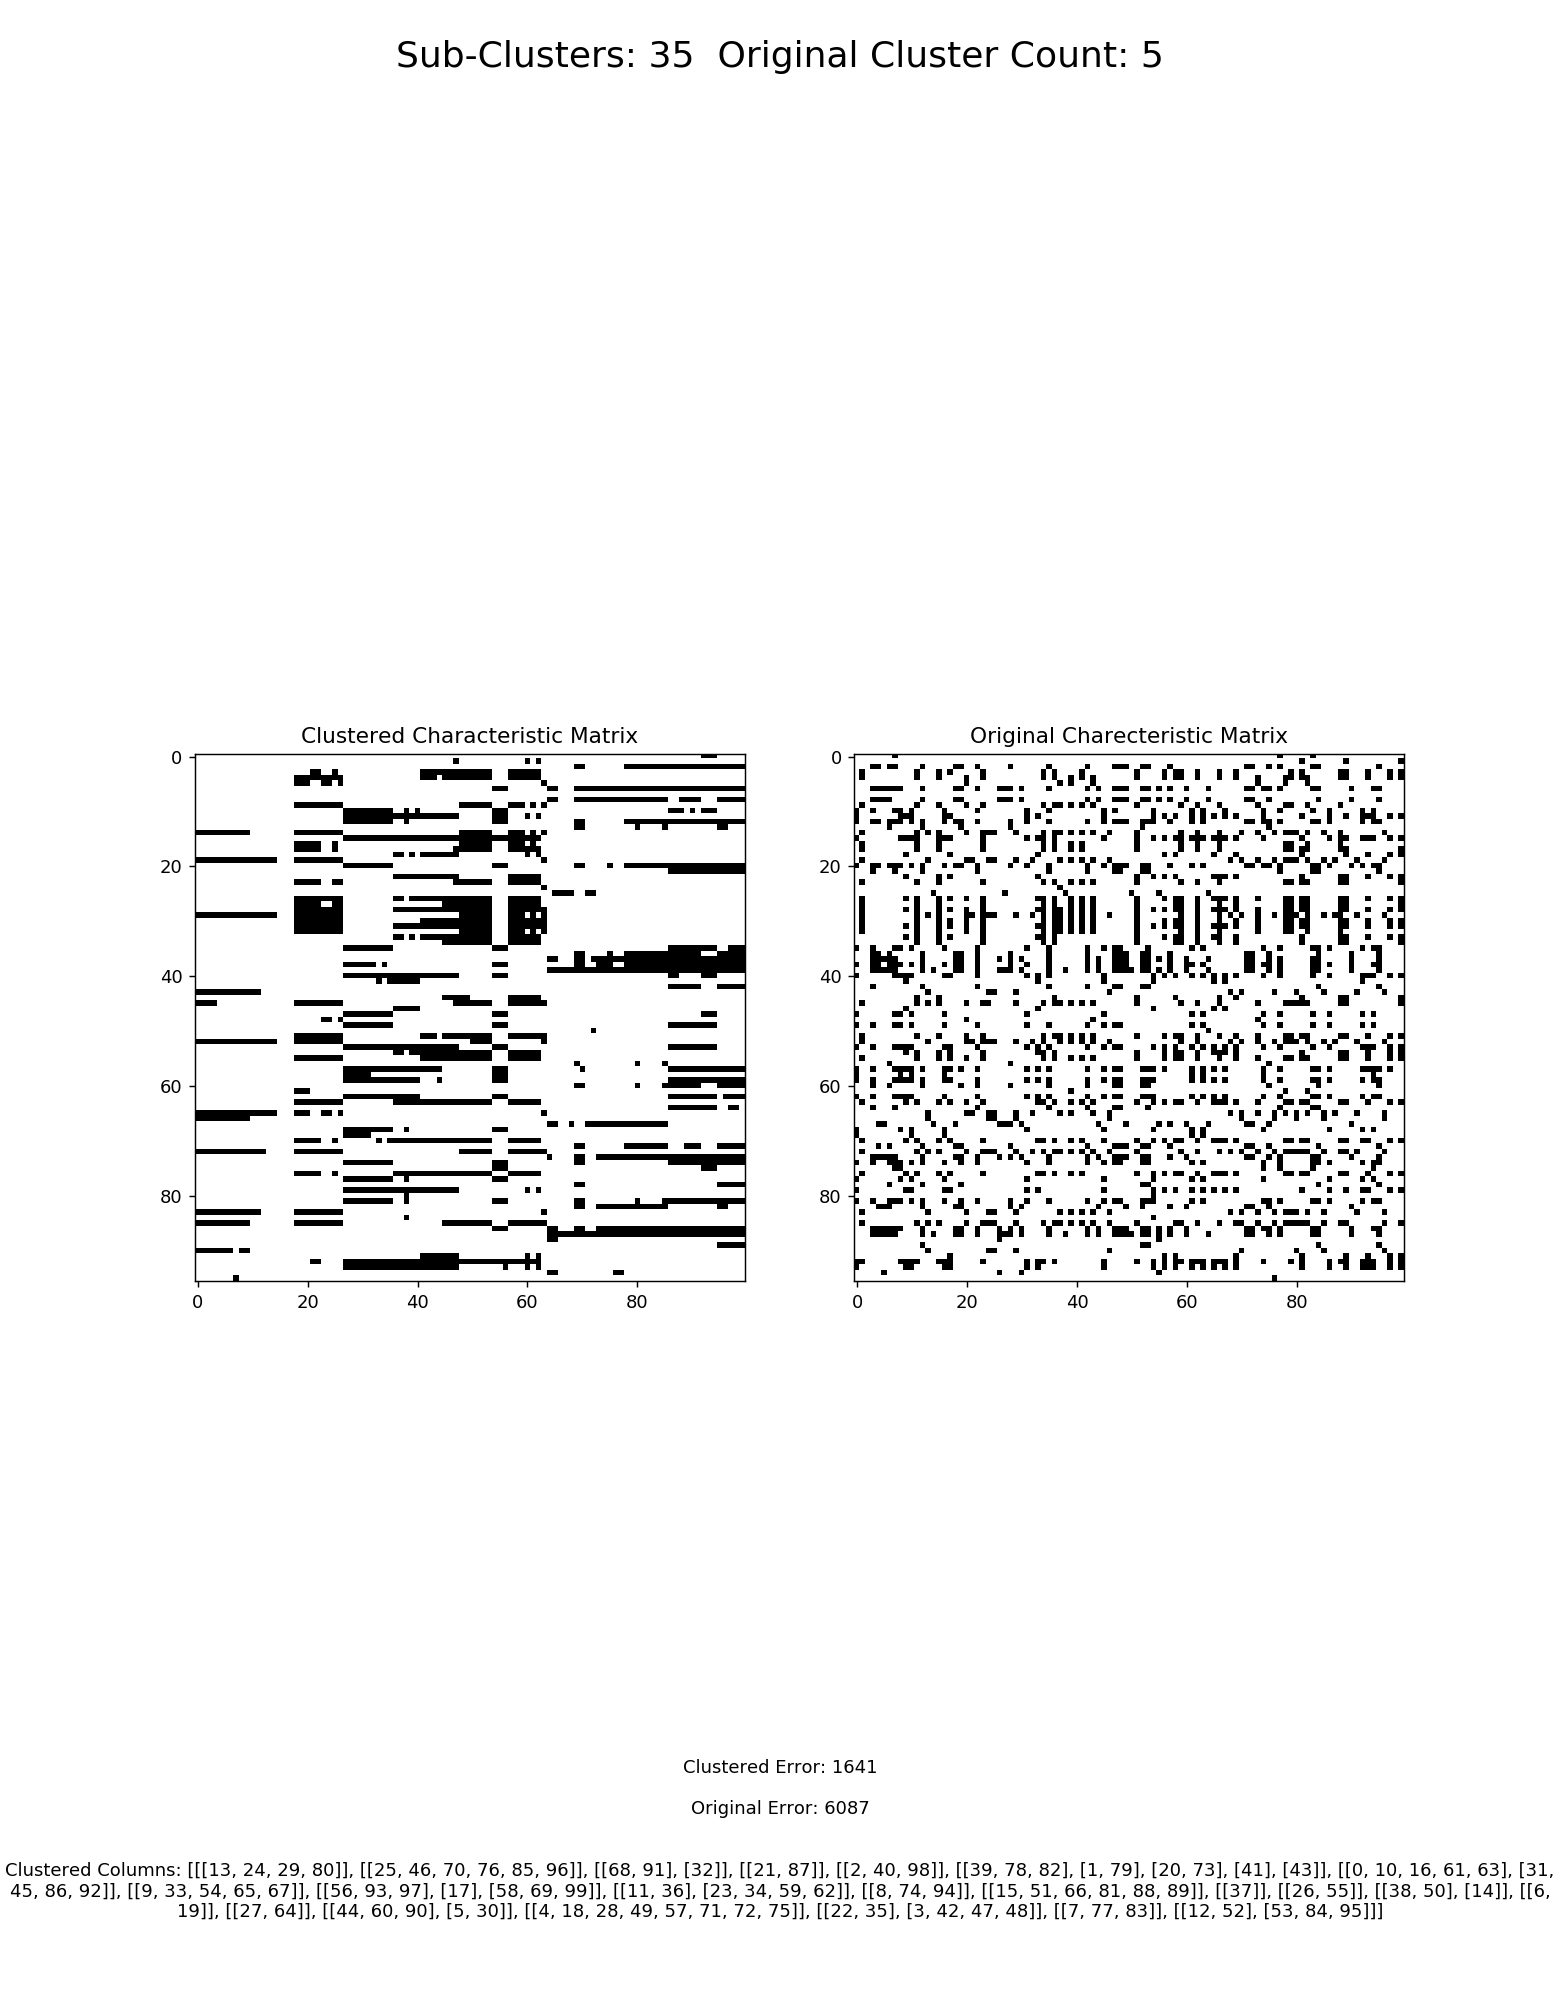 Sub-Clusters: 35  Original Cluster Count: 5
Clustered Characteristic Matrix
Original Charecteristic Matrix
0
20
40
60
80
0 20 40 60 80
0
20
40
60
80
0 20 40 60 80
Clustered Error: 1641
Original Error: 6087
Clustered Columns: [[[13, 24, 29, 80]], [[25, 46, 70, 76, 85, 96]], [[68, 91], [32]], [[21, 87]], [[2, 40, 98]], [[39, 78, 82], [1, 79], [20, 73], [41], [43]], [[0, 10, 16, 61, 63], [31,
45, 86, 92]], [[9, 33, 54, 65, 67]], [[56, 93, 97], [17], [58, 69, 99]], [[11, 36], [23, 34, 59, 62]], [[8, 74, 94]], [[15, 51, 66, 81, 88, 89]], [[37]], [[26, 55]], [[38, 50], [14]], [[6,
19]], [[27, 64]], [[44, 60, 90], [5, 30]], [[4, 18, 28, 49, 57, 71, 72, 75]], [[22, 35], [3, 42, 47, 48]], [[7, 77, 83]], [[12, 52], [53, 84, 95]]]